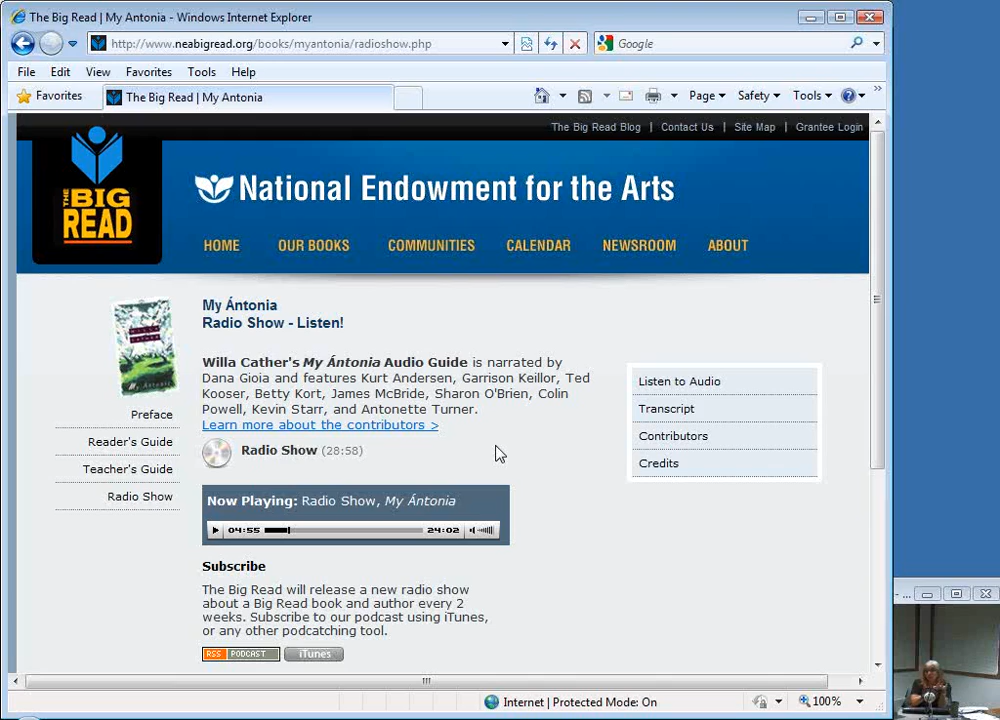 The Big Read | My Antonia - Windows Internet Explorer
http://www.neabigread.org/books/myantonia/radioshow.php
Google
File Edit View Favorites Tools Help
Favorites
The Big Read | My Antonia
Page Safety Tools
The Big Read Blog | Contact Us | Site Map | Grantee Login
THE BIG READ
National Endowment for the Arts
HOME OUR BOOKS COMMUNITIES CALENDAR NEWSROOM ABOUT
My Ántonia
Radio Show - Listen!
Willa Cather's My Ántonia Audio Guide is narrated by
Dana Gioia and features Kurt Andersen, Garrison Keillor, Ted
Kooser, Betty Kort, James McBride, Sharon O'Brien, Colin
Powell, Kevin Starr, and Antonette Turner.
Learn more about the contributors >
Radio Show (28:58)
Preface
Reader's Guide
Teacher's Guide
Radio Show
Listen to Audio
Transcript
Contributors
Credits
Now Playing: Radio Show, My Ántonia
04:55 24:02
Subscribe
The Big Read will release a new radio show
about a Big Read book and author every 2
weeks. Subscribe to our podcast using iTunes,
or any other podcatching tool.
RSS PODCAST iTunes
Internet | Protected Mode: On
100%